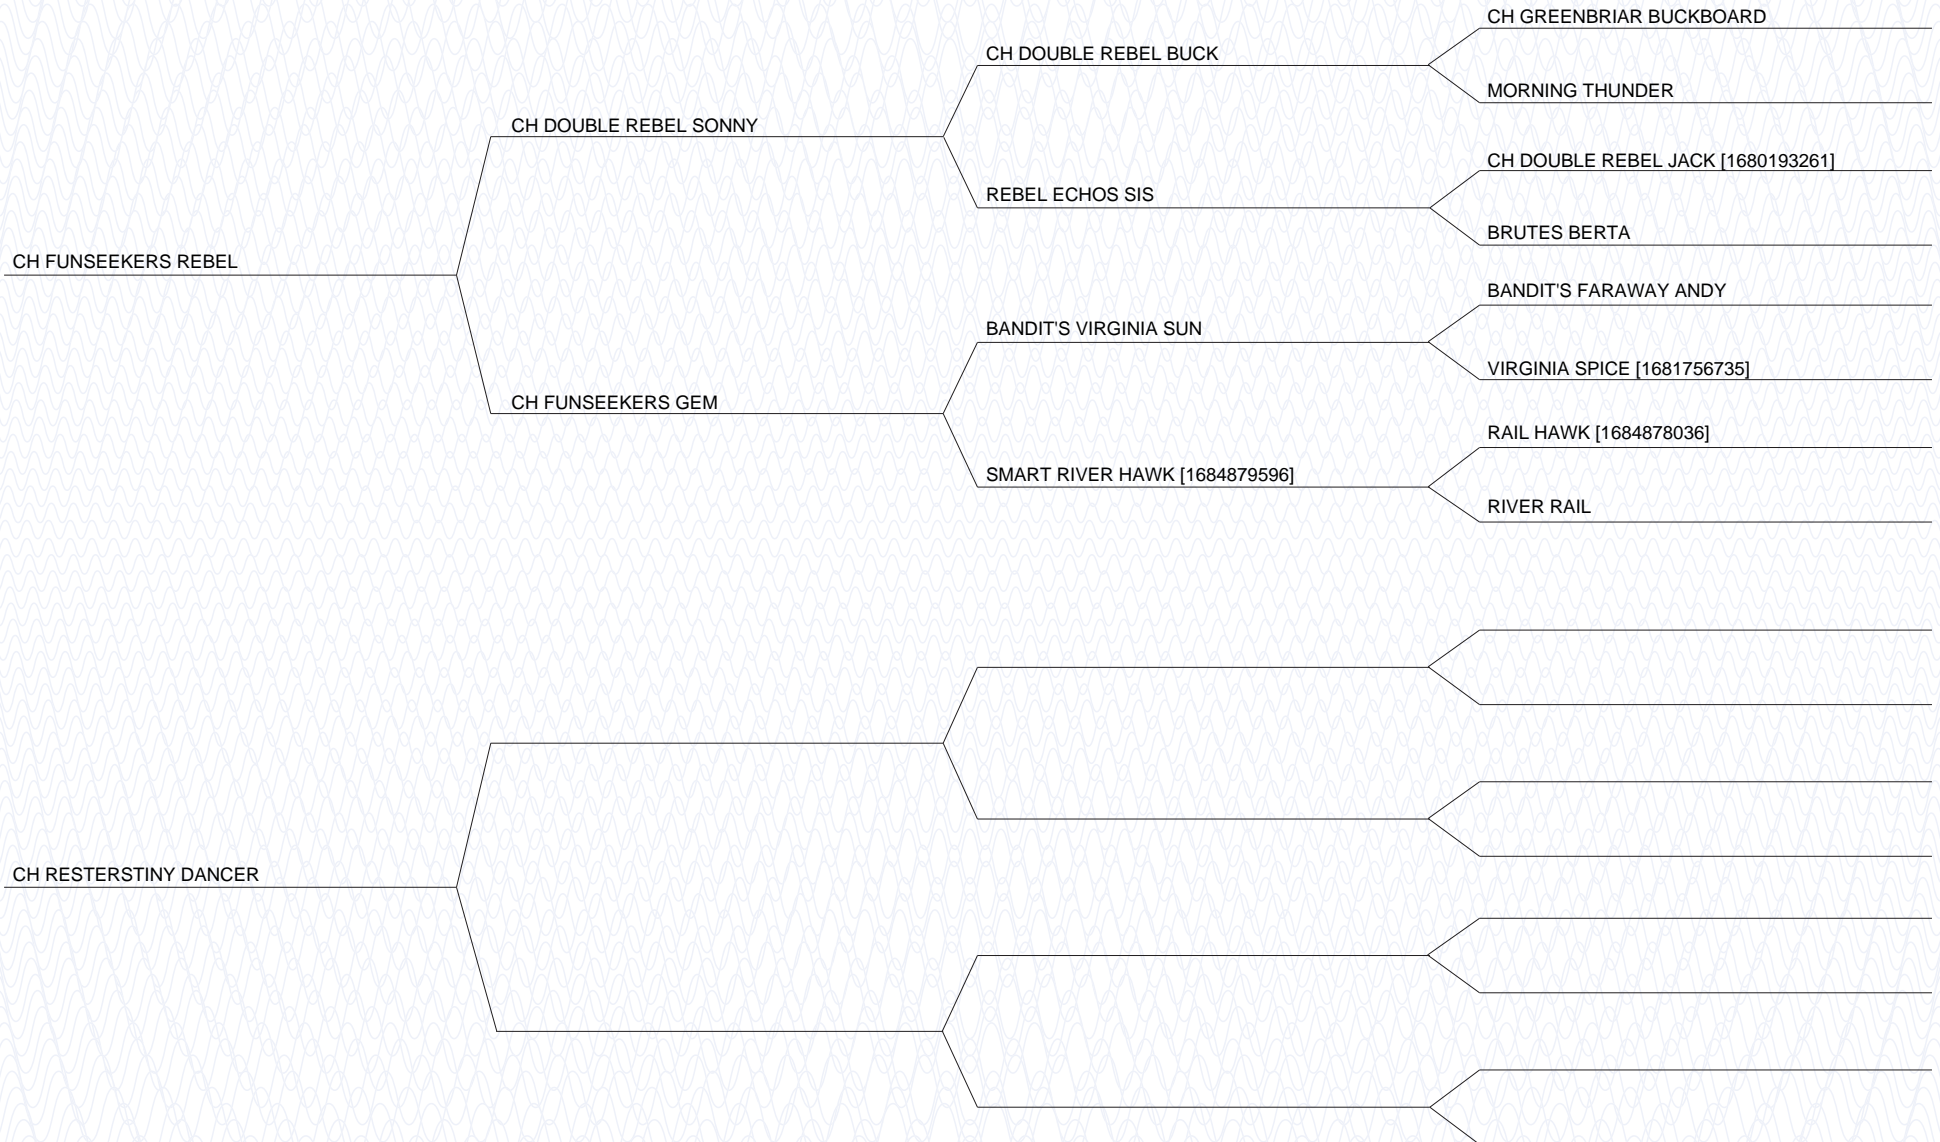 CH GREENBRIAR BUCKBOARD
CH DOUBLE REBEL BUCK
MORNING THUNDER
CH DOUBLE REBEL SONNY
CH DOUBLE REBEL JACK [1680193261]
REBEL ECHOS SIS
BRUTES BERTA
CH FUNSEEKERS REBEL
BANDIT'S FARAWAY ANDY
BANDIT'S VIRGINIA SUN
VIRGINIA SPICE [1681756735]
CH FUNSEEKERS GEM
RAIL HAWK [1684878036]
SMART RIVER HAWK [1684879596]
RIVER RAIL
CH RESTERSTINY DANCER